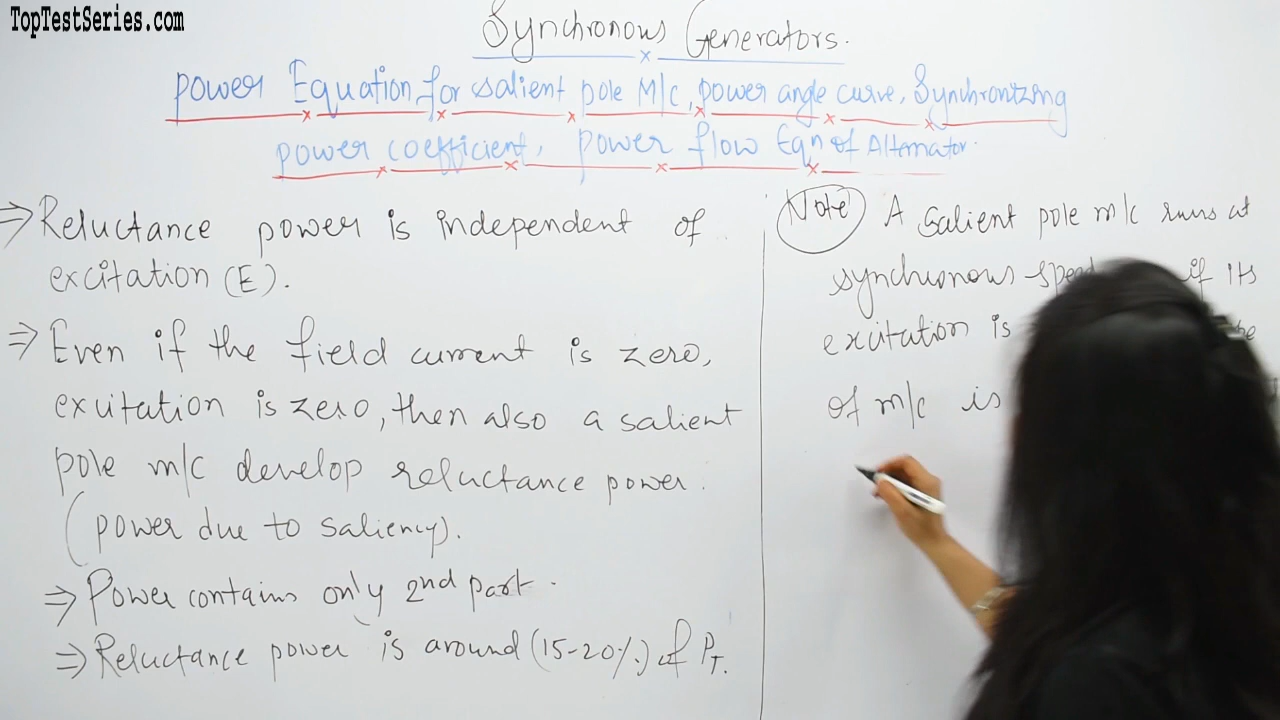 TopTestSeries.com
Synchronous Generators.
Power Equation for salient pole M/c, power angle curve, Synchronizing
power coefficient, power flow Eqn of Alternator.
⇒ Reluctance power is independent of
excitation (E).
⇒ Even if the field current is zero,
excitation is zero, then also a salient
pole m/c develop reluctance power.
(power due to saliency).
⇒ Power contains only 2nd part.
⇒ Reluctance power is around (15-20%) of PT.
Note A Salient pole m/c runs at
synchronous if its
excitation is
of m/c is